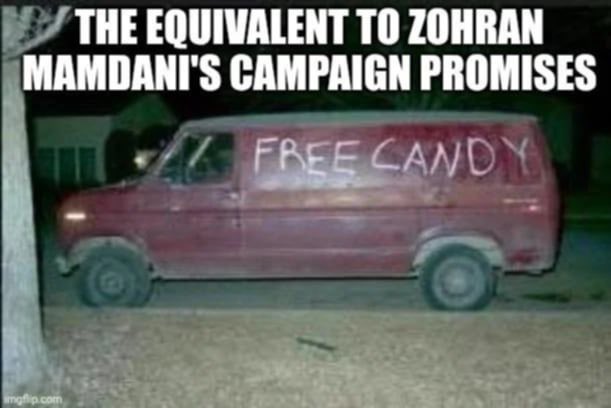 THE EQUIVALENT TO ZOHRAN
MAMDANI'S CAMPAIGN PROMISES
FREE CANDY
imgflip.com